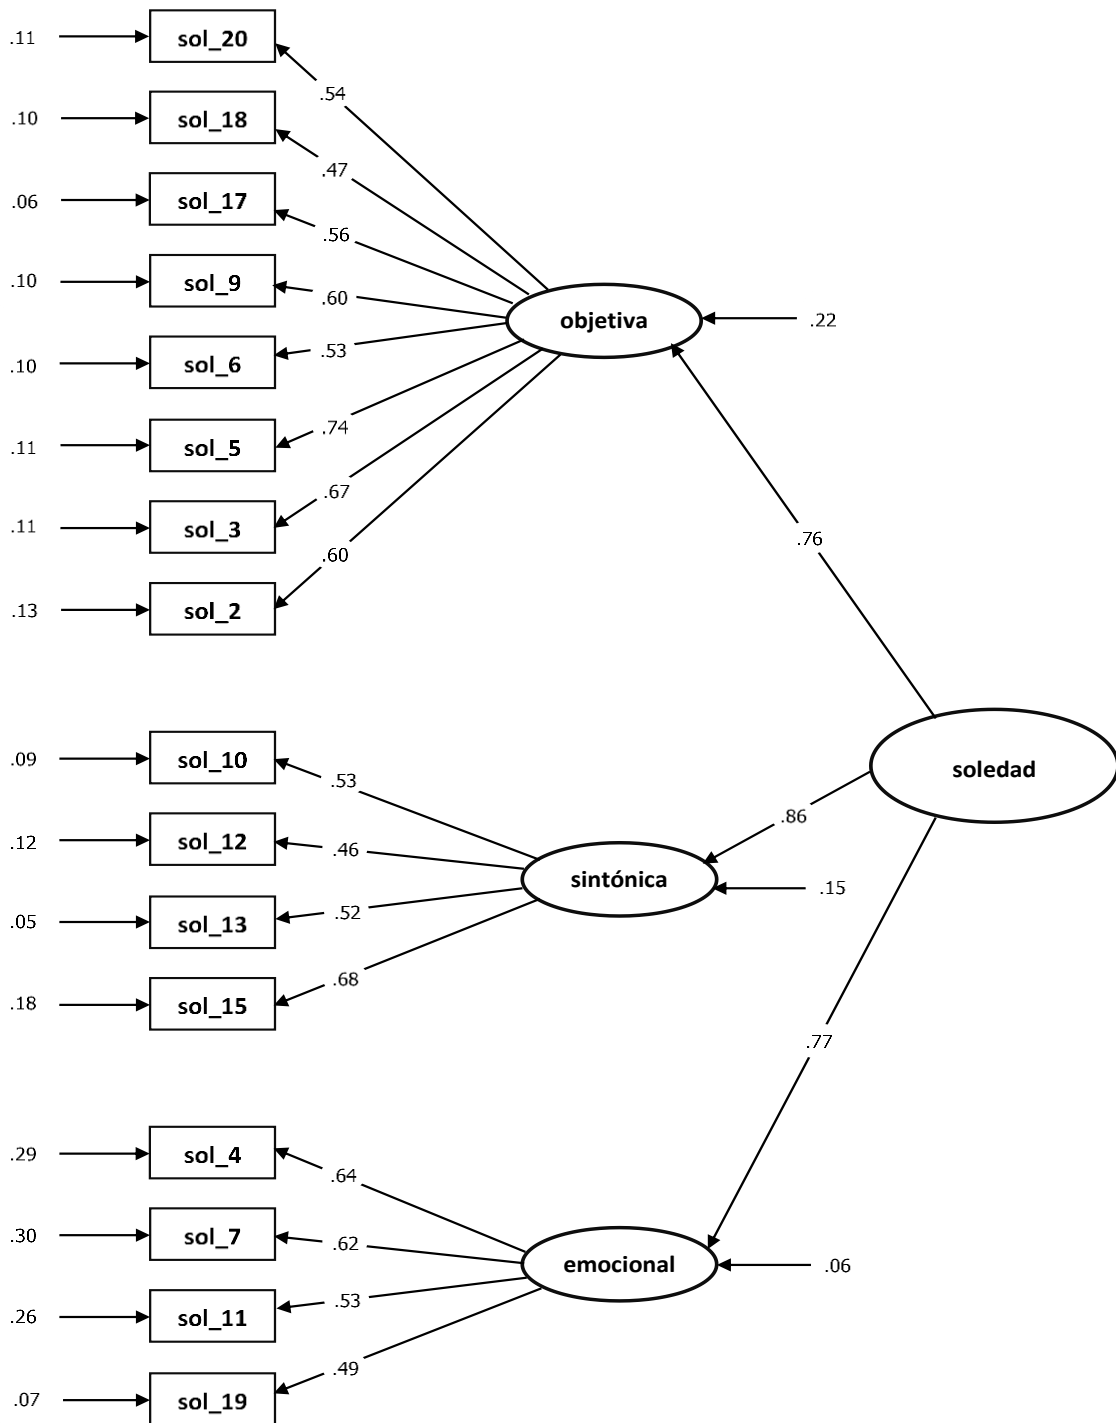 .11 sol_20
.54
.10 sol_18
.47
.06 sol_17
.56
.10 sol_9 .60
objetiva .22
.10 sol_6 .53
.11 sol_5 .74
.67
.11 sol_3
.76
.60
.13 sol_2
.09 sol_10
.53
soledad
.86
.12 sol_12 .46
sintónica .15
.05 sol_13 .52
.68
.18 sol_15
.77
.29 sol_4
.64
.30 sol_7 .62
emocional .06
.26 sol_11 .53
.49
.07 sol_19